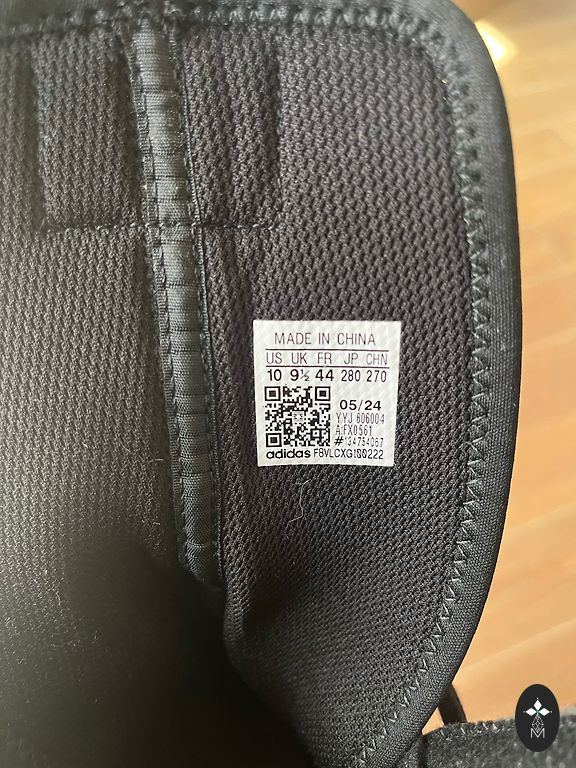 MADE IN CHINA
US UK FR JP CHN
10 9½ 44 280 270
05/24
YYJ 606004
A:FX0561
#134754067
adidas F8VLCXG100222
M